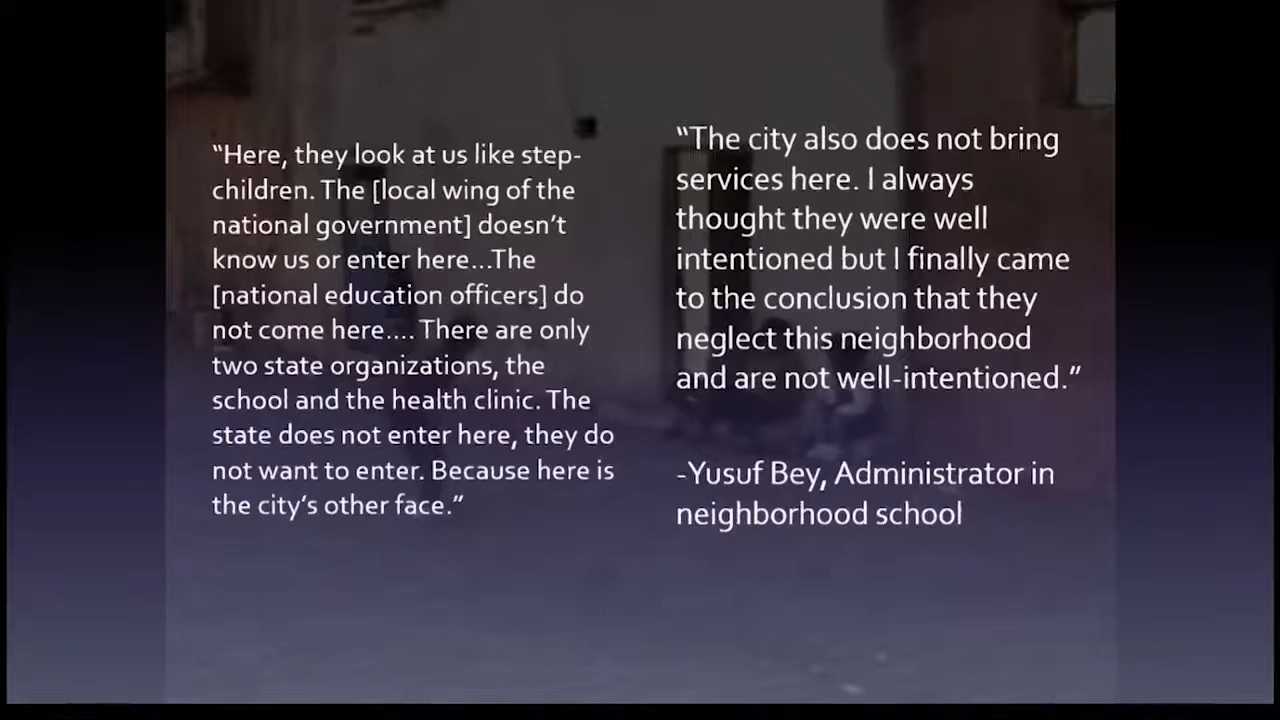 “Here, they look at us like step-
children. The [local wing of the
national government] doesn’t
know us or enter here...The
[national education officers] do
not come here.... There are only
two state organizations, the
school and the health clinic. The
state does not enter here, they do
not want to enter. Because here is
the city’s other face.”
“The city also does not bring
services here. I always
thought they were well
intentioned but I finally came
to the conclusion that they
neglect this neighborhood
and are not well-intentioned.”
-Yusuf Bey, Administrator in
neighborhood school